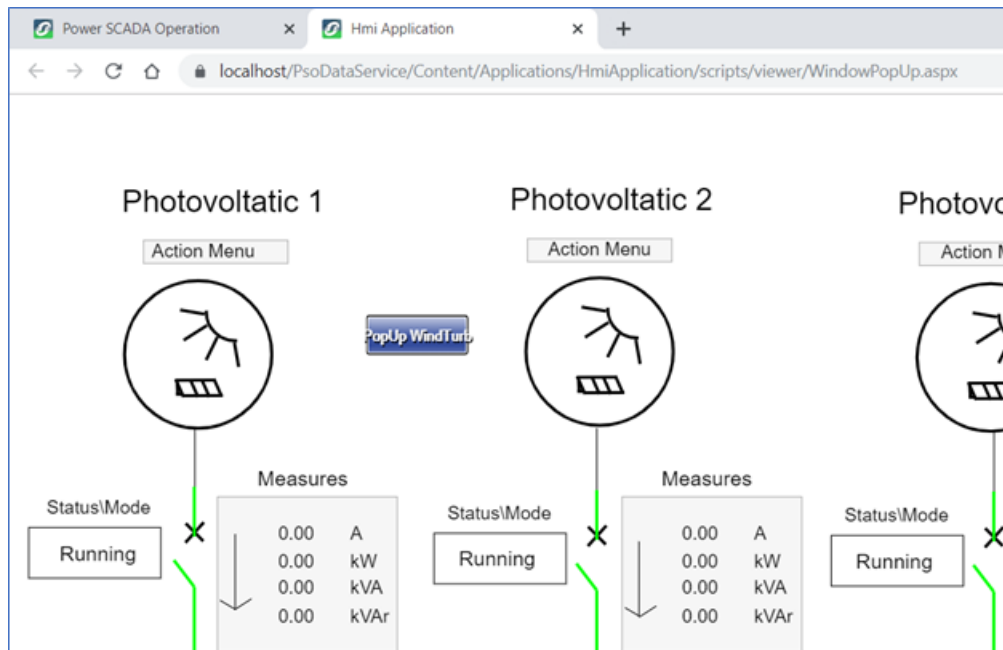 Power SCADA Operation
Hmi Application
localhost/PsoDataService/Content/Applications/HmiApplication/scripts/viewer/WindowPopUp.aspx
Photovoltatic 1
Photovoltatic 2
Action Menu
Action Menu
Action
PopUp WindTurb
Measures
Measures
Status\Mode
Status\Mode
Status\Mode
Running
Running
Running
0.00 A
0.00 kW
0.00 kVA
0.00 kVAr
0.00 A
0.00 kW
0.00 kVA
0.00 kVAr